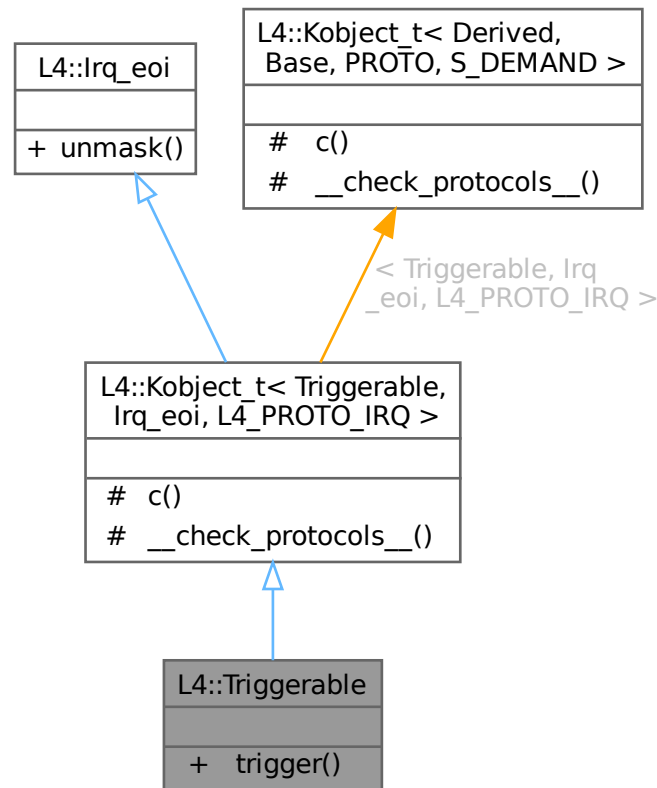 L4::Irq_eoi
+ unmask()
L4::Kobject_t< Derived,
Base, PROTO, S_DEMAND >
# c()
# __check_protocols__()
< Triggerable, Irq
_eoi, L4_PROTO_IRQ >
L4::Kobject_t< Triggerable,
Irq_eoi, L4_PROTO_IRQ >
# c()
# __check_protocols__()
L4::Triggerable
+ trigger()